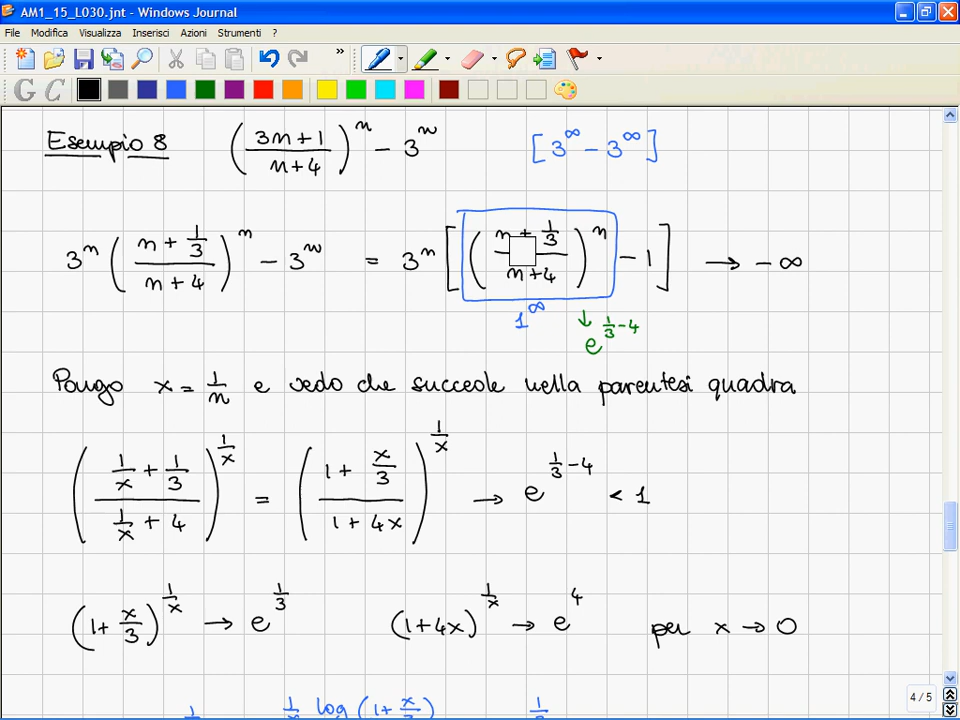 AM1_15_L030.jnt - Windows Journal
File Modifica Visualizza Inserisci Azioni Strumenti ?
Esempio 8 ((3n+1)/(n+4))^n - 3^n [3^∞ - 3^∞]
3^n ((n + 1/3)/(n+4))^n - 3^n = 3^n [((n + 1/3)/(n+4))^n - 1] → -∞
1^∞ ↓ e^(1/3-4)
Pongo x = 1/n e vedo che succede nella parentesi quadra
((1/x + 1/3)/(1/x + 4))^(1/x) = ((1 + x/3)/(1 + 4x))^(1/x) → e^(1/3-4) < 1
(1 + x/3)^(1/x) → e^(1/3) (1+4x)^(1/x) → e^4 per x → 0
4 / 5